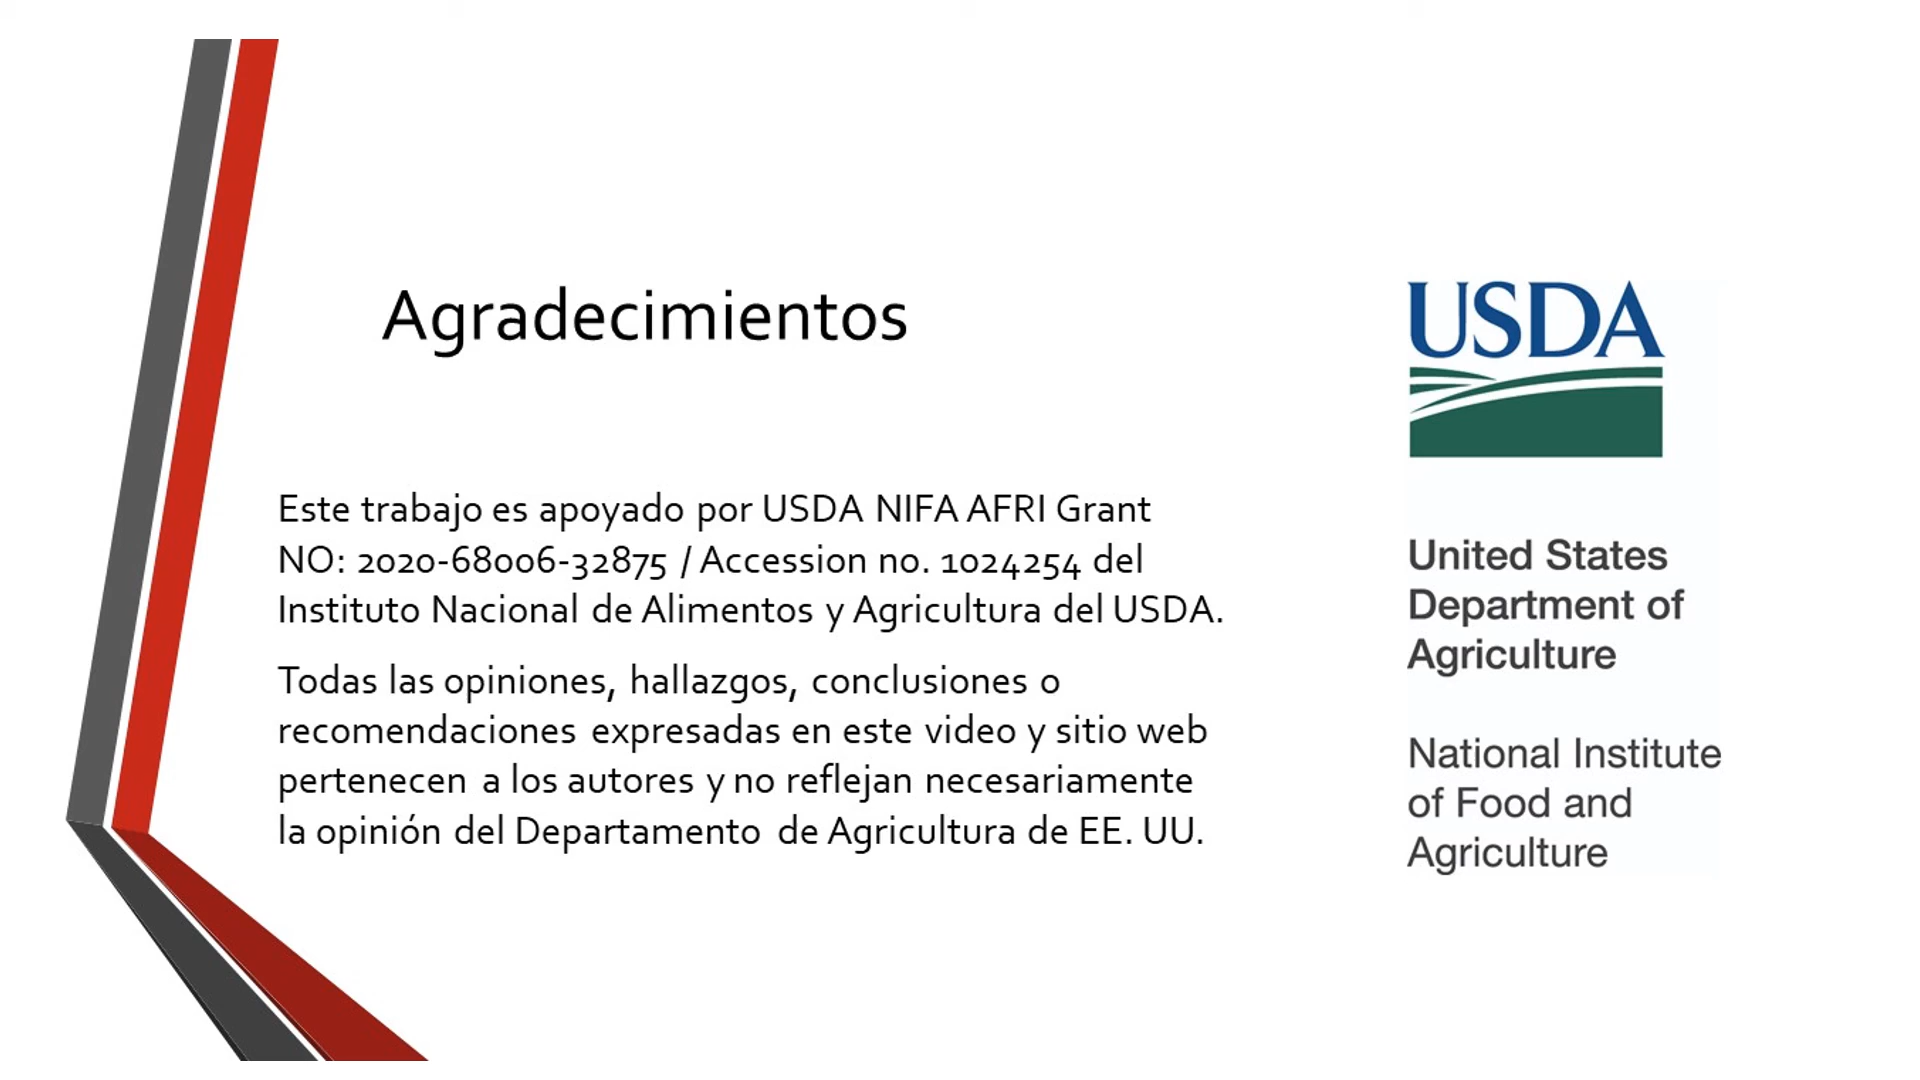 Agradecimientos
Este trabajo es apoyado por USDA NIFA AFRI Grant
NO: 2020-68006-32875 / Accession no. 1024254 del
Instituto Nacional de Alimentos y Agricultura del USDA.
Todas las opiniones, hallazgos, conclusiones o
recomendaciones expresadas en este video y sitio web
pertenecen a los autores y no reflejan necesariamente
la opinión del Departamento de Agricultura de EE. UU.
USDA
United States
Department of
Agriculture
National Institute
of Food and
Agriculture